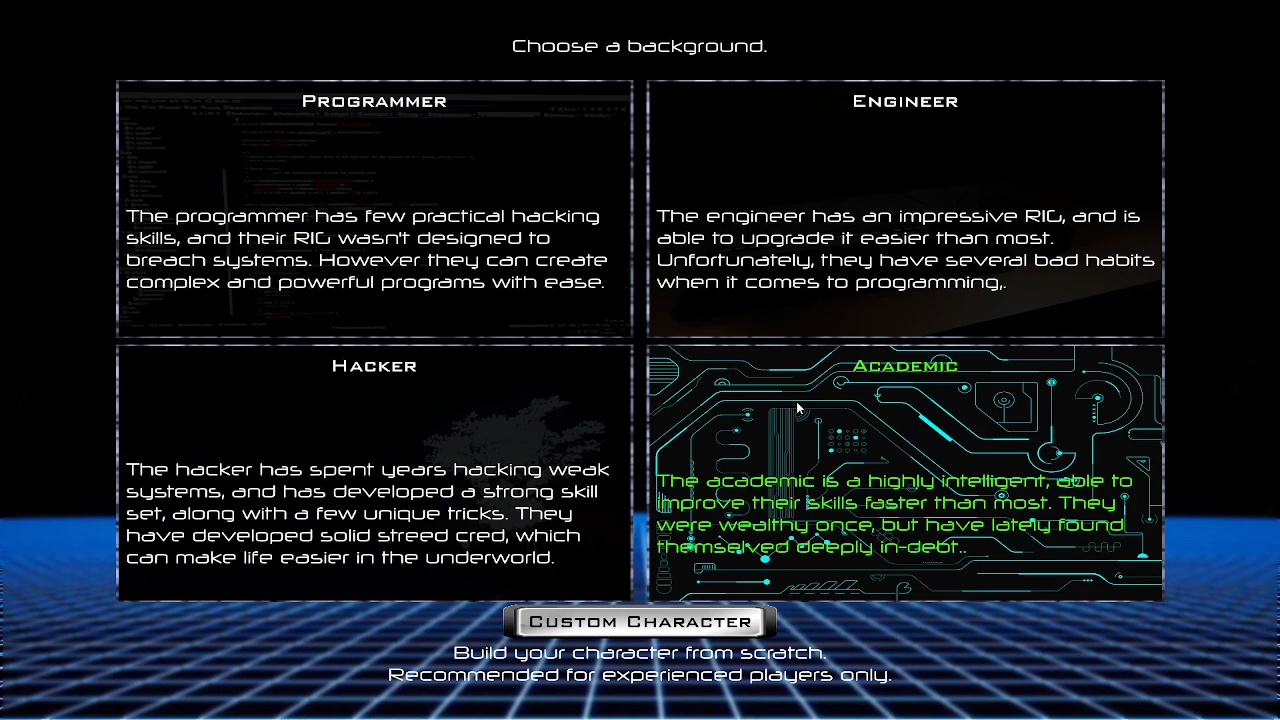 Choose a background.
PROGRAMMER
The programmer has few practical hacking
skills, and their RIG wasn't designed to
breach systems. However they can create
complex and powerful programs with ease.
ENGINEER
The engineer has an impressive RIG, and is
able to upgrade it easier than most.
Unfortunately, they have several bad habits
when it comes to programming,.
HACKER
The hacker has spent years hacking weak
systems, and has developed a strong skill
set, along with a few unique tricks. They
have developed solid stread cred, which
can make life easier in the underworld.
ACADEMIC
The academic is a highly intelligent, able to
improve their skills faster than most. They
were wealthy once, but have lately found
themselved deeply in-debt..
CUSTOM CHARACTER
Build your character from scratch.
Recommended for experienced players only.